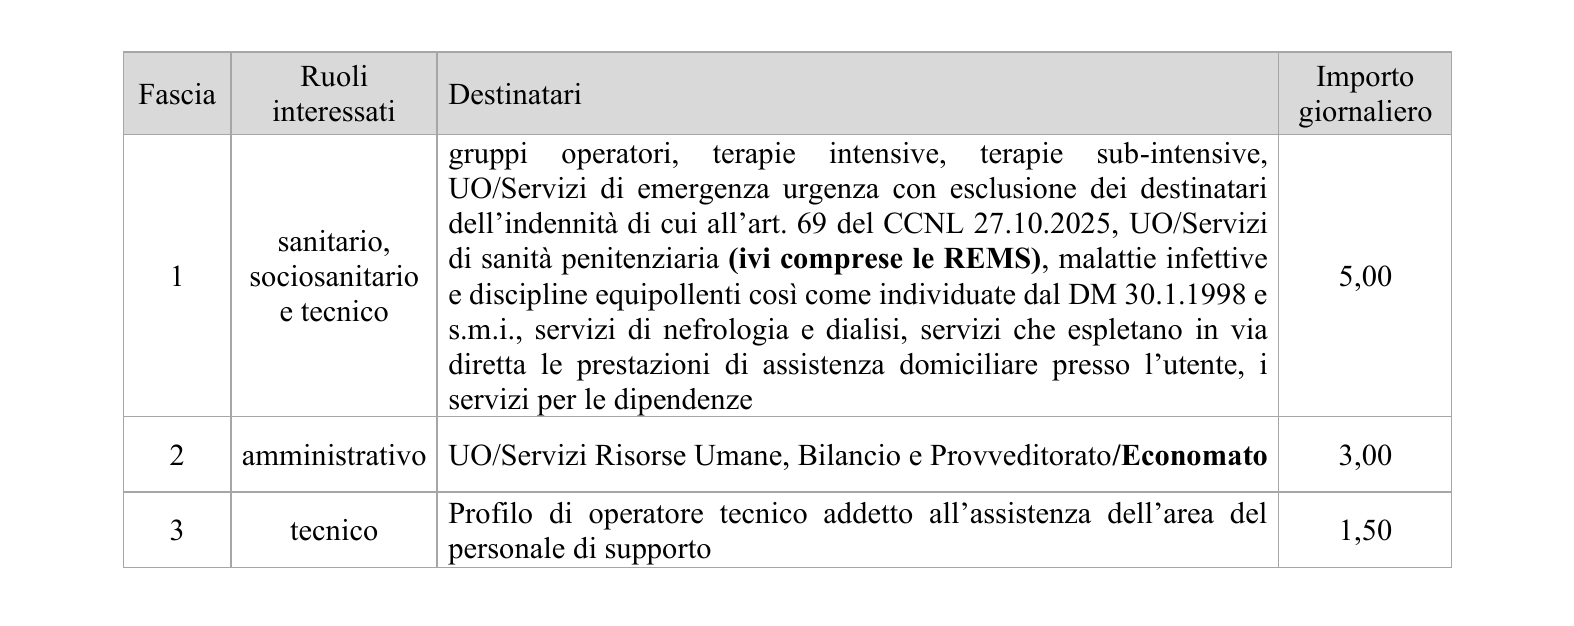 Fascia
Ruoli
interessati
Destinatari
Importo
giornaliero
1
sanitario,
sociosanitario
e tecnico
gruppi operatori, terapie intensive, terapie sub-intensive,
UO/Servizi di emergenza urgenza con esclusione dei destinatari
dell’indennità di cui all’art. 69 del CCNL 27.10.2025, UO/Servizi
di sanità penitenziaria (ivi comprese le REMS), malattie infettive
e discipline equipollenti così come individuate dal DM 30.1.1998 e
s.m.i., servizi di nefrologia e dialisi, servizi che espletano in via
diretta le prestazioni di assistenza domiciliare presso l’utente, i
servizi per le dipendenze
5,00
2
amministrativo
UO/Servizi Risorse Umane, Bilancio e Provveditorato/Economato
3,00
3
tecnico
Profilo di operatore tecnico addetto all’assistenza dell’area del
personale di supporto
1,50